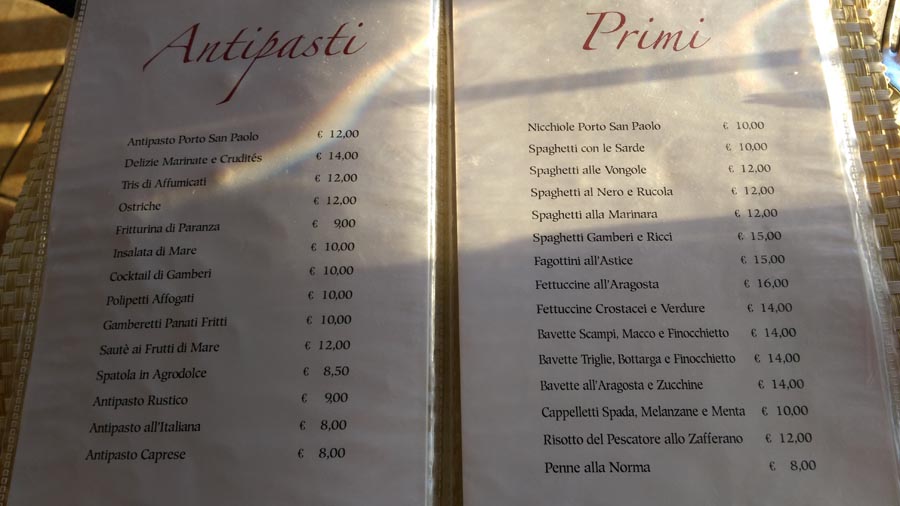 Antipasti
Antipasto Porto San Paolo € 12,00
Delizie Marinate e Crudités € 14,00
Tris di Affumicati € 12,00
Ostriche € 12,00
Fritturina di Paranza € 9,00
Insalata di Mare € 10,00
Cocktail di Gamberi € 10,00
Polipetti Affogati € 10,00
Gamberetti Panati Fritti € 10,00
Sautè ai Frutti di Mare € 12,00
Spatola in Agrodolce € 8,50
Antipasto Rustico € 9,00
Antipasto all'Italiana € 8,00
Antipasto Caprese € 8,00
Primi
Nicchiole Porto San Paolo € 10,00
Spaghetti con le Sarde € 10,00
Spaghetti alle Vongole € 12,00
Spaghetti al Nero e Rucola € 12,00
Spaghetti alla Marinara € 12,00
Spaghetti Gamberi e Ricci € 15,00
Fagottini all'Astice € 15,00
Fettuccine all'Aragosta € 16,00
Fettuccine Crostacei e Verdure € 14,00
Bavette Scampi, Macco e Finocchietto € 14,00
Bavette Triglie, Bottarga e Finocchietto € 14,00
Bavette all'Aragosta e Zucchine € 14,00
Cappelletti Spada, Melanzane e Menta € 10,00
Risotto del Pescatore allo Zafferano € 12,00
Penne alla Norma € 8,00